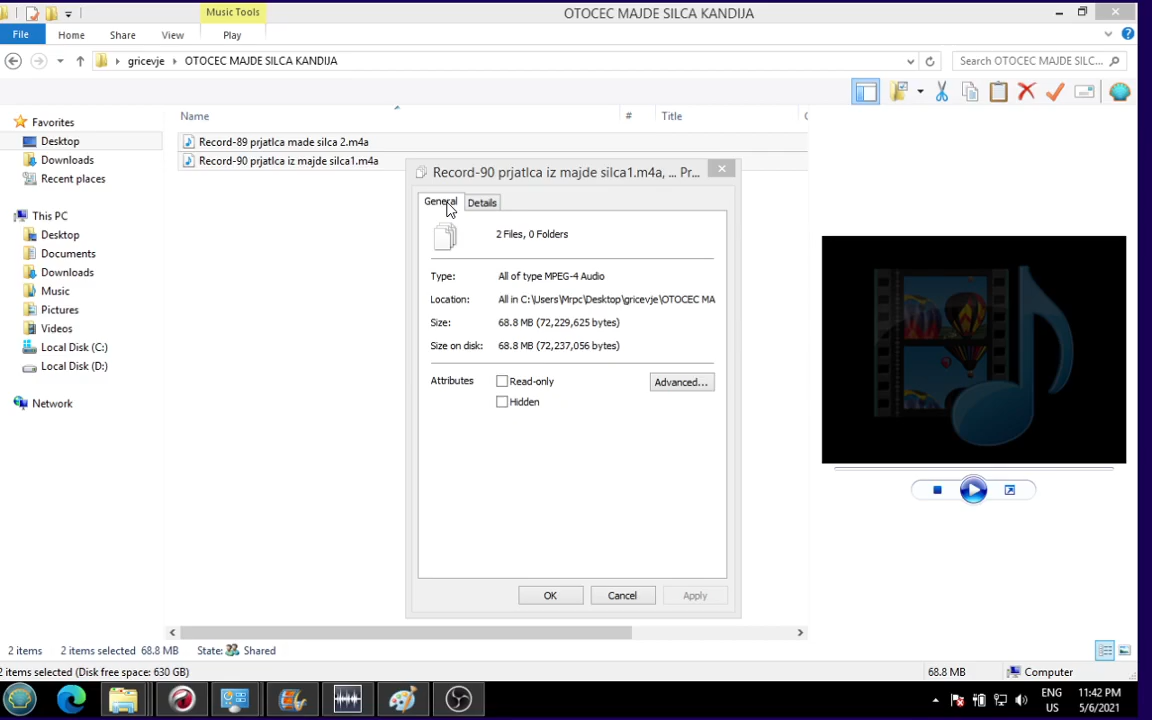 Music Tools
OTOCEC MAJDE SILCA KANDIJA
File Home Share View Play
gricevje OTOCEC MAJDE SILCA KANDIJA
Search OTOCEC MAJDE SILC...
Name # Title
Favorites
Desktop
Downloads
Recent places
This PC
Desktop
Documents
Downloads
Music
Pictures
Videos
Local Disk (C:)
Local Disk (D:)
Network
Record-89 prjatlca made silca 2.m4a
Record-90 prjatlca iz majde silca1.m4a
Record-90 prjatlca iz majde silca1.m4a, ... Pr...
General Details
2 Files, 0 Folders
Type: All of type MPEG-4 Audio
Location: All in C:\Users\Mrpc\Desktop\gricevje\OTOCEC MA
Size: 68.8 MB (72,229,625 bytes)
Size on disk: 68.8 MB (72,237,056 bytes)
Attributes Read-only Advanced...
Hidden
OK Cancel Apply
2 items 2 items selected 68.8 MB State: Shared
2 items selected (Disk free space: 630 GB) 68.8 MB Computer
ENG 11:42 PM
US 5/6/2021